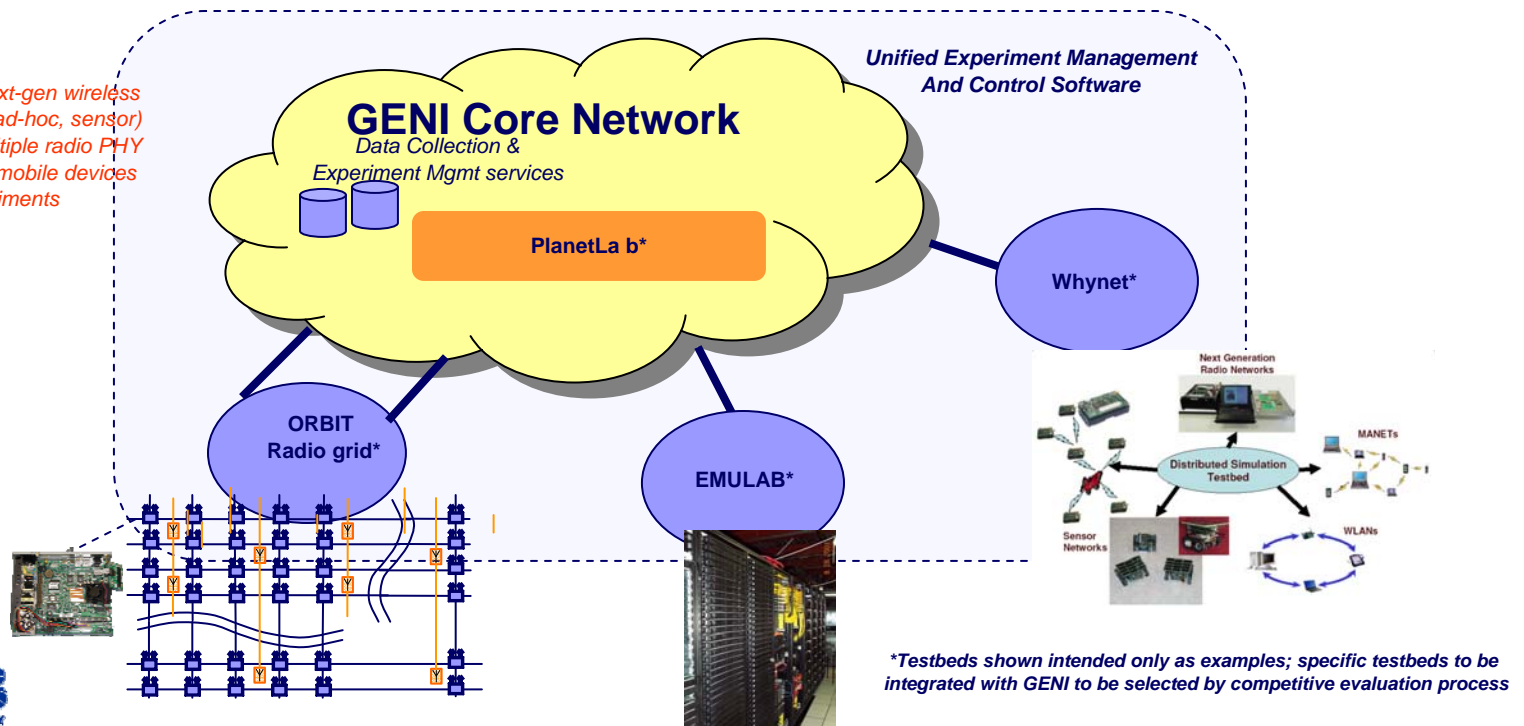 Unified Experiment Management
And Control Software
xt-gen wireless
ad-hoc, sensor)
tiple radio PHY
mobile devices
iments
GENI Core Network
Data Collection &
Experiment Mgmt services
PlanetLa b*
Whynet*
ORBIT
Radio grid*
EMULAB*
Next Generation
Radio Networks
MANETs
Distributed Simulation
Testbed
Sensor
Networks
WLANs
*Testbeds shown intended only as examples; specific testbeds to be
integrated with GENI to be selected by competitive evaluation process